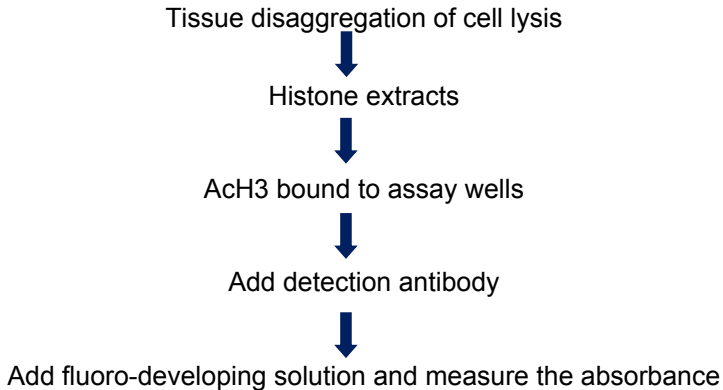 Tissue disaggregation of cell lysis
Histone extracts
AcH3 bound to assay wells
Add detection antibody
Add fluoro-developing solution and measure the absorbance